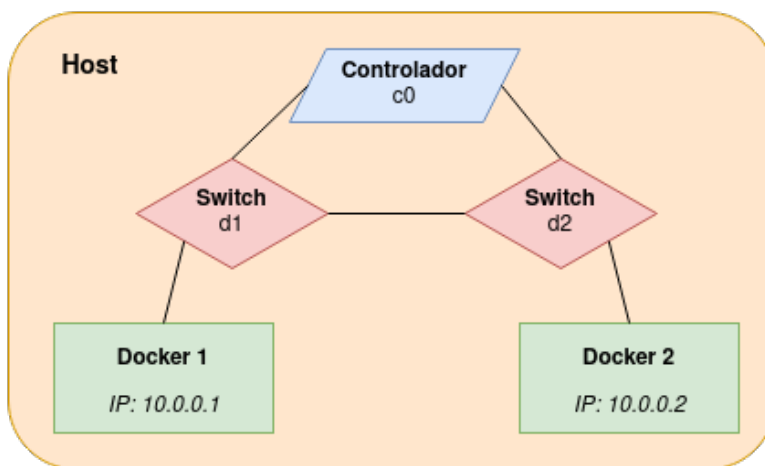 Host
Controlador
c0
Switch
d1
Switch
d2
Docker 1
IP: 10.0.0.1
Docker 2
IP: 10.0.0.2